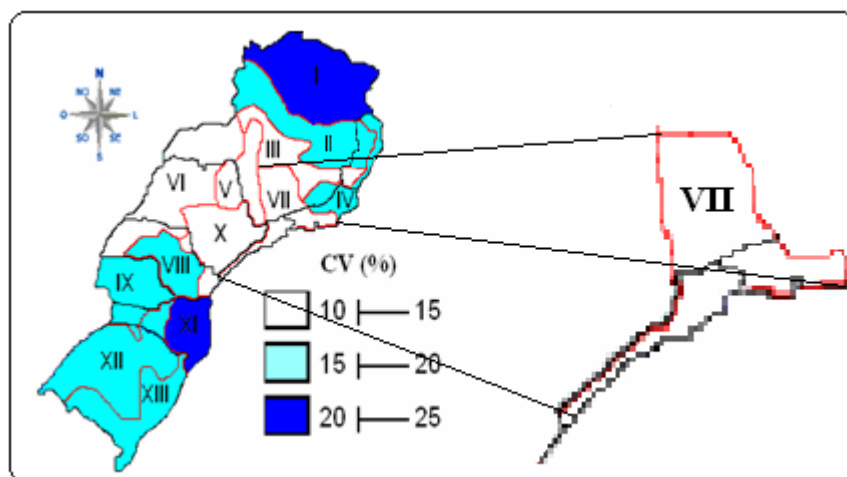 N
NO NE
O L
SO SE
S
I
II
III
IV
V
VI
VII
VIII
IX
X
XI
XII
XIII
CV (%)
10 15
15 20
20 25
VII